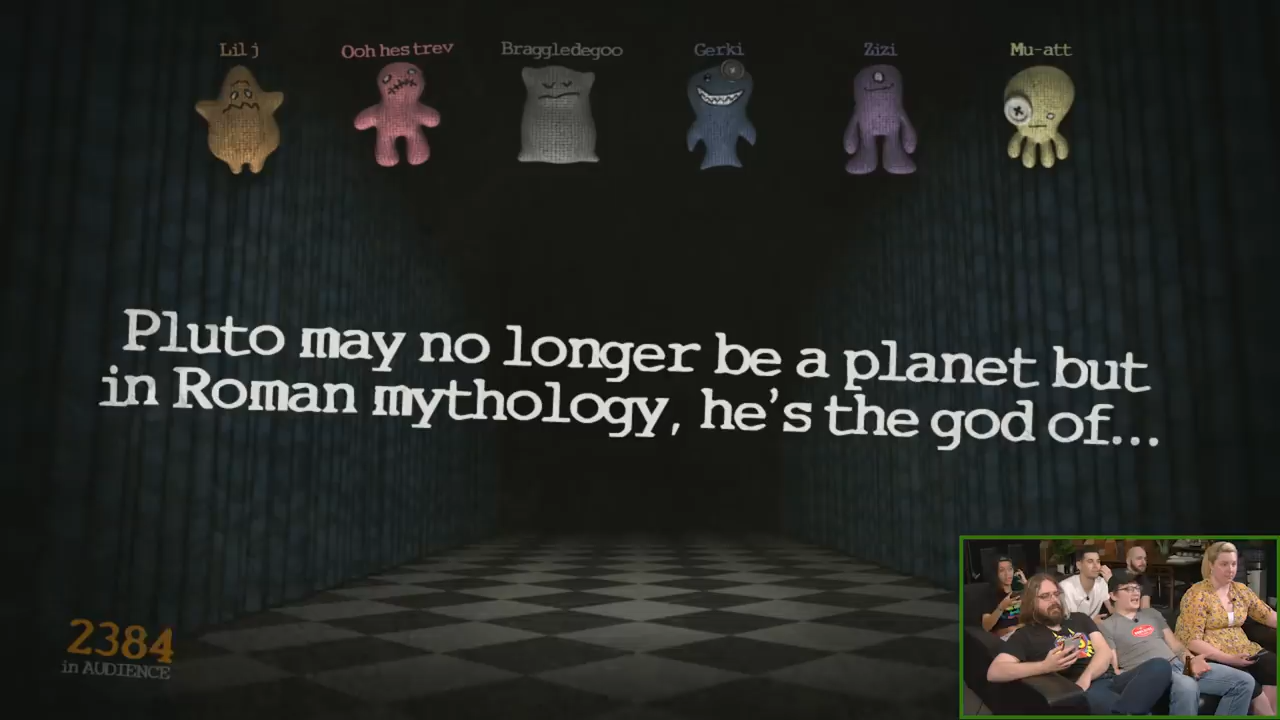 Lil j
Ooh hes trev
Braggledegoo
Gerki
Zizi
Mu-att
Pluto may no longer be a planet but
in Roman mythology, he's the god of...
2384
in AUDIENCE